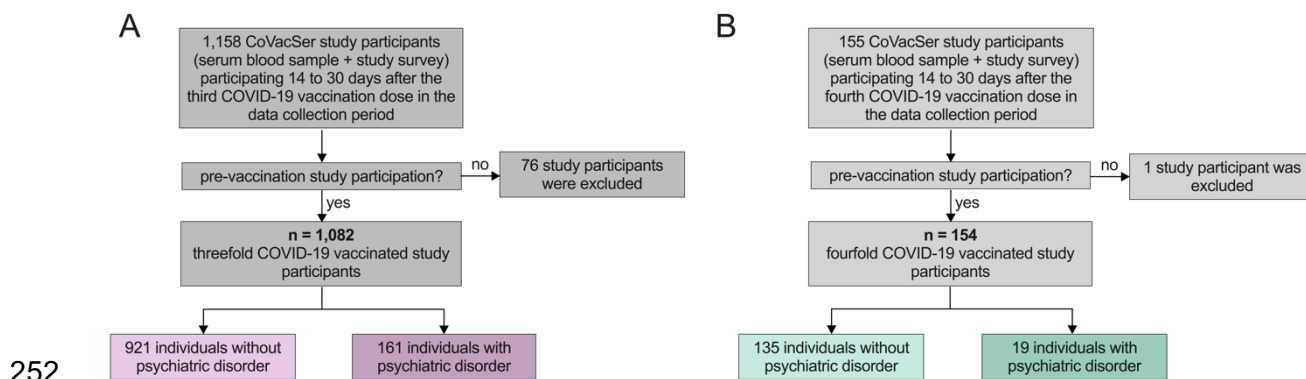 A
1,158 CoVacSer study participants
(serum blood sample + study survey)
participating 14 to 30 days after the
third COVID-19 vaccination dose in the
data collection period
pre-vaccination study participation?
no
76 study participants
were excluded
yes
n = 1,082
threefold COVID-19 vaccinated study
participants
921 individuals without
psychiatric disorder
161 individuals with
psychiatric disorder
B
155 CoVacSer study participants
(serum blood sample + study survey)
participating 14 to 30 days after the
fourth COVID-19 vaccination dose in
the data collection period
pre-vaccination study participation?
no
1 study participant was
excluded
yes
n = 154
fourfold COVID-19 vaccinated study
participants
135 individuals without
psychiatric disorder
19 individuals with
psychiatric disorder
252